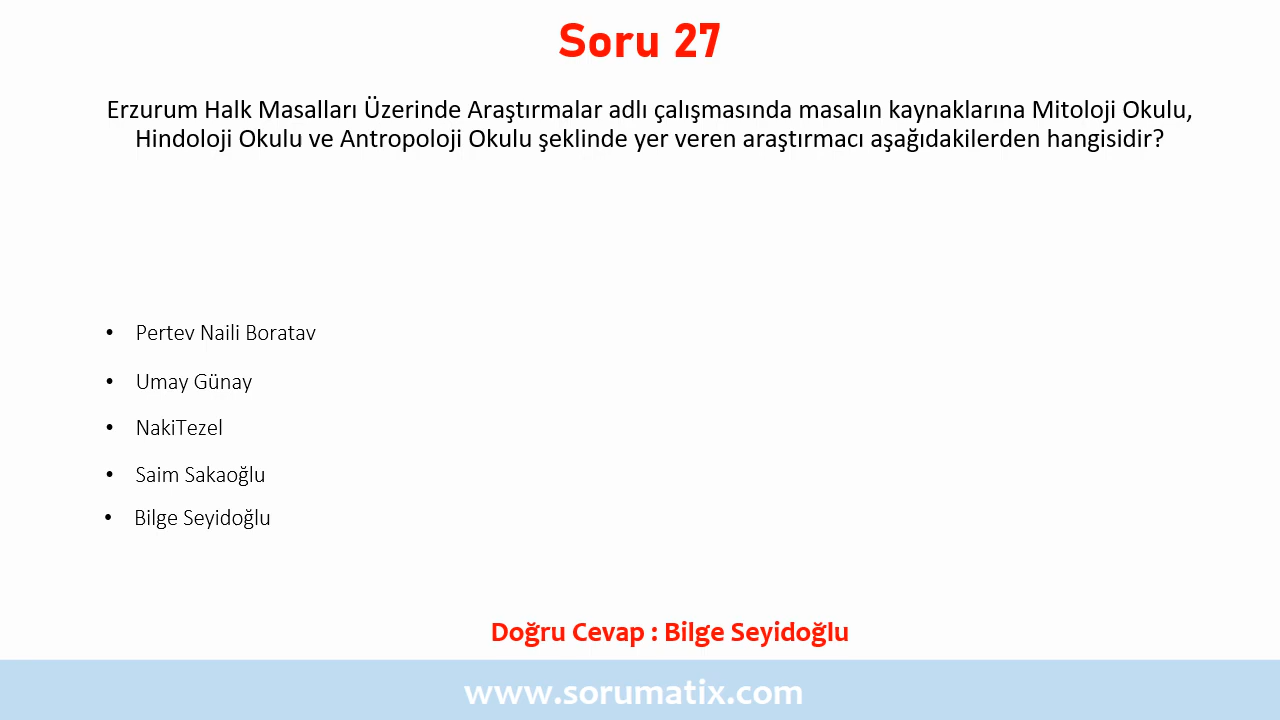 Soru 27
Erzurum Halk Masalları Üzerinde Araştırmalar adlı çalışmasında masalın kaynaklarına Mitoloji Okulu,
Hindoloji Okulu ve Antropoloji Okulu şeklinde yer veren araştırmacı aşağıdakilerden hangisidir?
• Pertev Naili Boratav
• Umay Günay
• NakiTezel
• Saim Sakaoğlu
• Bilge Seyidoğlu
Doğru Cevap : Bilge Seyidoğlu
www.sorumatix.com